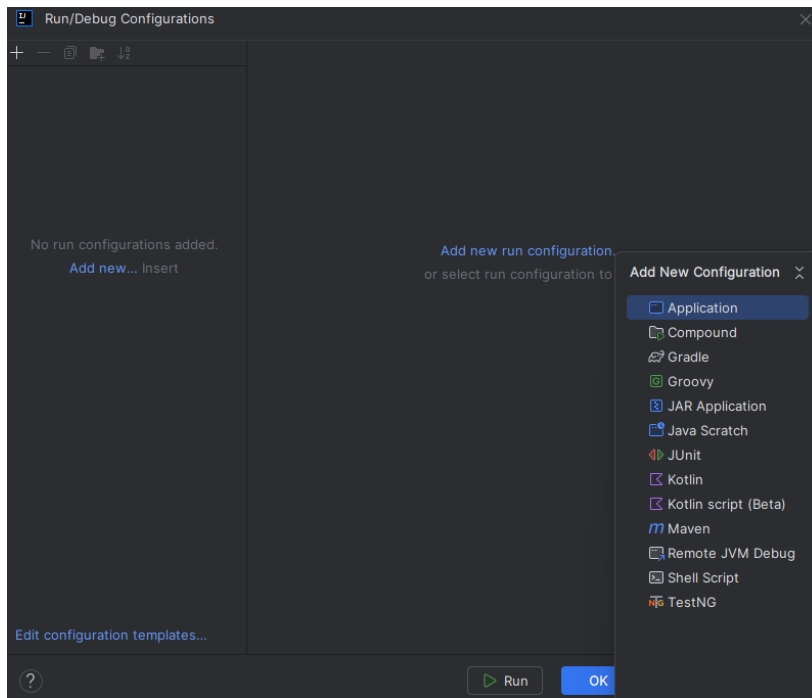 Run/Debug Configurations
No run configurations added.
Add new... Insert
Add new run configuration.
or select run configuration to
Add New Configuration
Application
Compound
Gradle
Groovy
JAR Application
Java Scratch
JUnit
Kotlin
Kotlin script (Beta)
Maven
Remote JVM Debug
Shell Script
TestNG
Edit configuration templates...
? Run OK